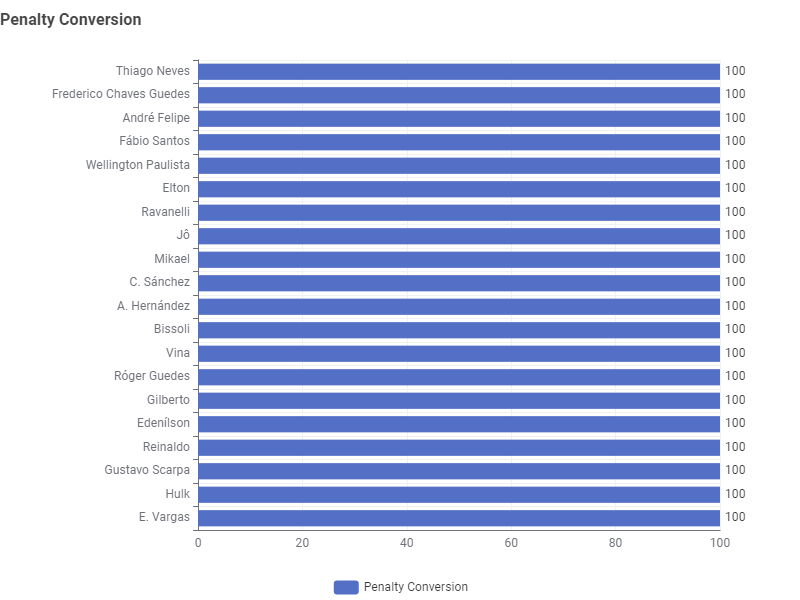 Penalty Conversion
Thiago Neves 100
Frederico Chaves Guedes 100
André Felipe 100
Fábio Santos 100
Wellington Paulista 100
Elton 100
Ravanelli 100
Jô 100
Mikael 100
C. Sánchez 100
A. Hernández 100
Bissoli 100
Vina 100
Róger Guedes 100
Gilberto 100
Edenílson 100
Reinaldo 100
Gustavo Scarpa 100
Hulk 100
E. Vargas 100
0 20 40 60 80 100
Penalty Conversion